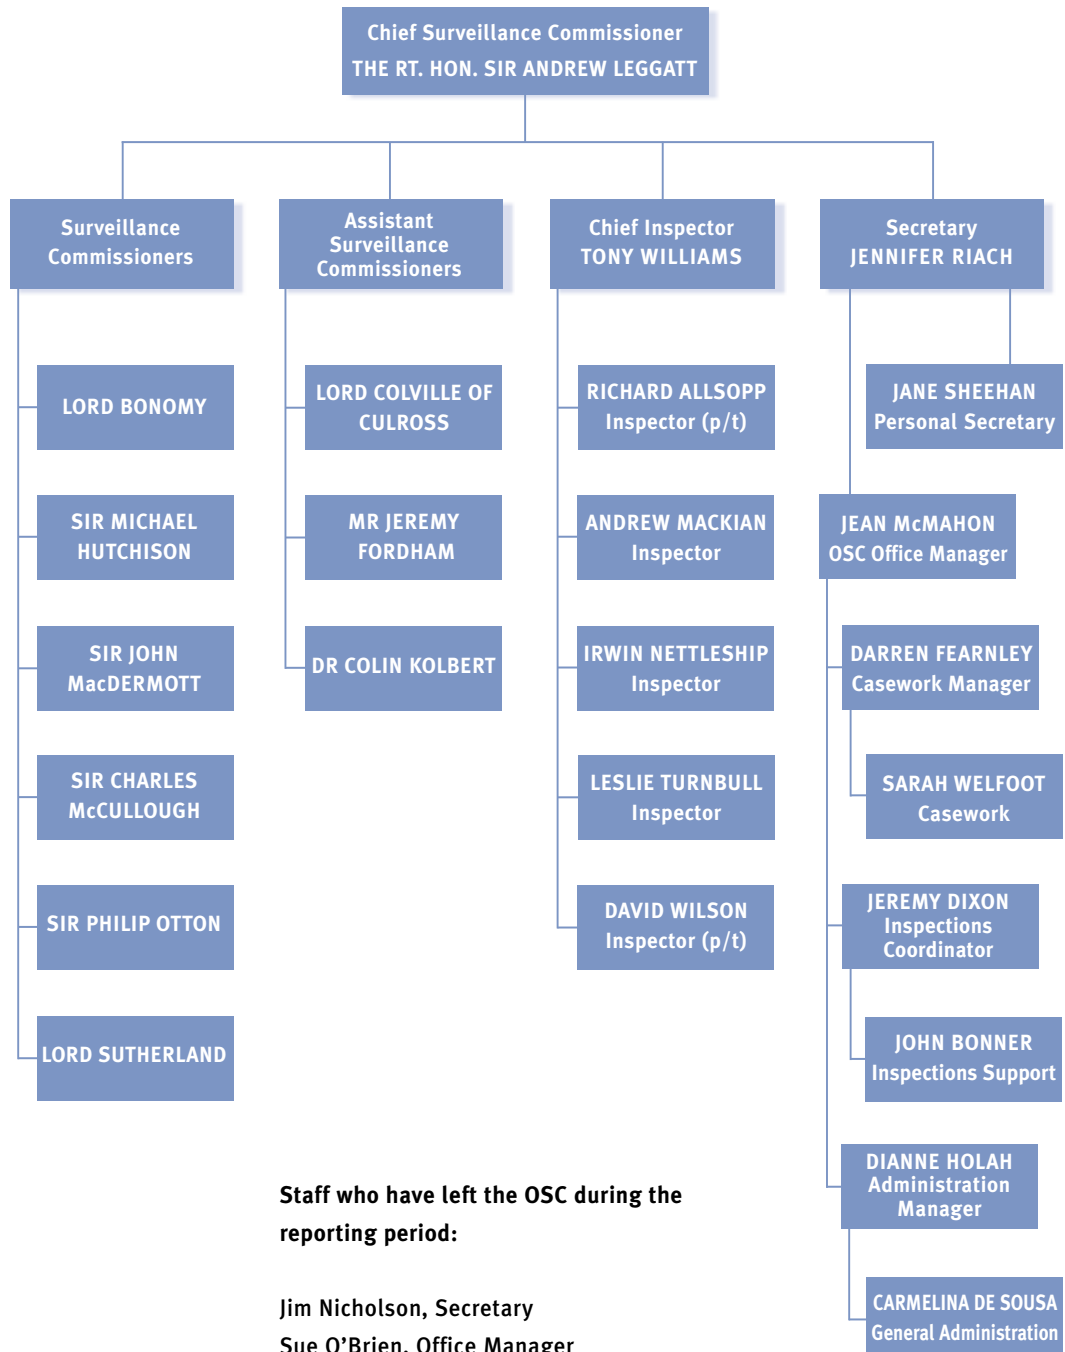 Chief Surveillance Commissioner
THE RT. HON. SIR ANDREW LEGGATT
Surveillance
Commissioners
Assistant
Surveillance
Commissioners
Chief Inspector
TONY WILLIAMS
Secretary
JENNIFER RIACH
LORD BONOMY
SIR MICHAEL
HUTCHISON
SIR JOHN
MacDERMOTT
SIR CHARLES
McCULLOUGH
SIR PHILIP OTTON
LORD SUTHERLAND
LORD COLVILLE OF
CULROSS
MR JEREMY
FORDHAM
DR COLIN KOLBERT
RICHARD ALLSOPP
Inspector (p/t)
ANDREW MACKIAN
Inspector
IRWIN NETTLESHIP
Inspector
LESLIE TURNBULL
Inspector
DAVID WILSON
Inspector (p/t)
JANE SHEEHAN
Personal Secretary
JEAN McMAHON
OSC Office Manager
DARREN FEARNLEY
Casework Manager
SARAH WELFOOT
Casework
JEREMY DIXON
Inspections
Coordinator
JOHN BONNER
Inspections Support
DIANNE HOLAH
Administration
Manager
CARMELINA DE SOUSA
General Administration
Staff who have left the OSC during the
reporting period:
Jim Nicholson, Secretary
Sue O'Brien, Office Manager